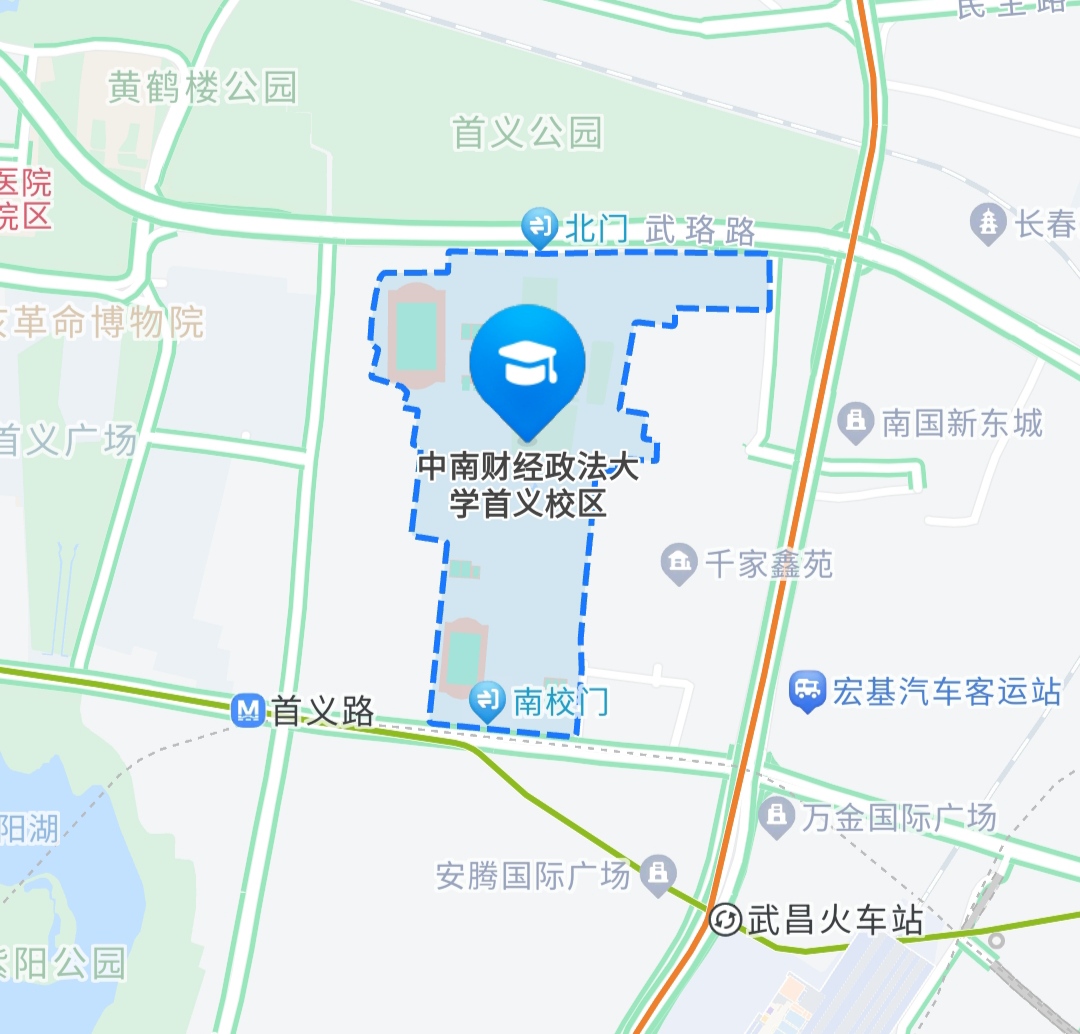 民主路
黄鹤楼公园
首义公园
医院
院区
北门
武珞路
长春
亥革命博物院
首义广场
南国新东城
中南财经政法大
学首义校区
千家鑫苑
宏基汽车客运站
南校门
首义路
阳湖
万金国际广场
安腾国际广场
武昌火车站
紫阳公园